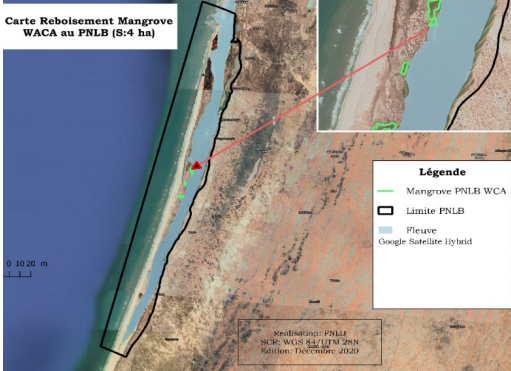 Carte Reboisement Mangrove
WACA au PNLB (S:4 ha)
Légende
Mangrove PNLB WCA
Limite PNLB
Fleuve
Google Satellite Hybrid
0 10 20 m
Realisation: PNLB
SCR: WGS 84/UTM 28N
Edition: Décembre 2020